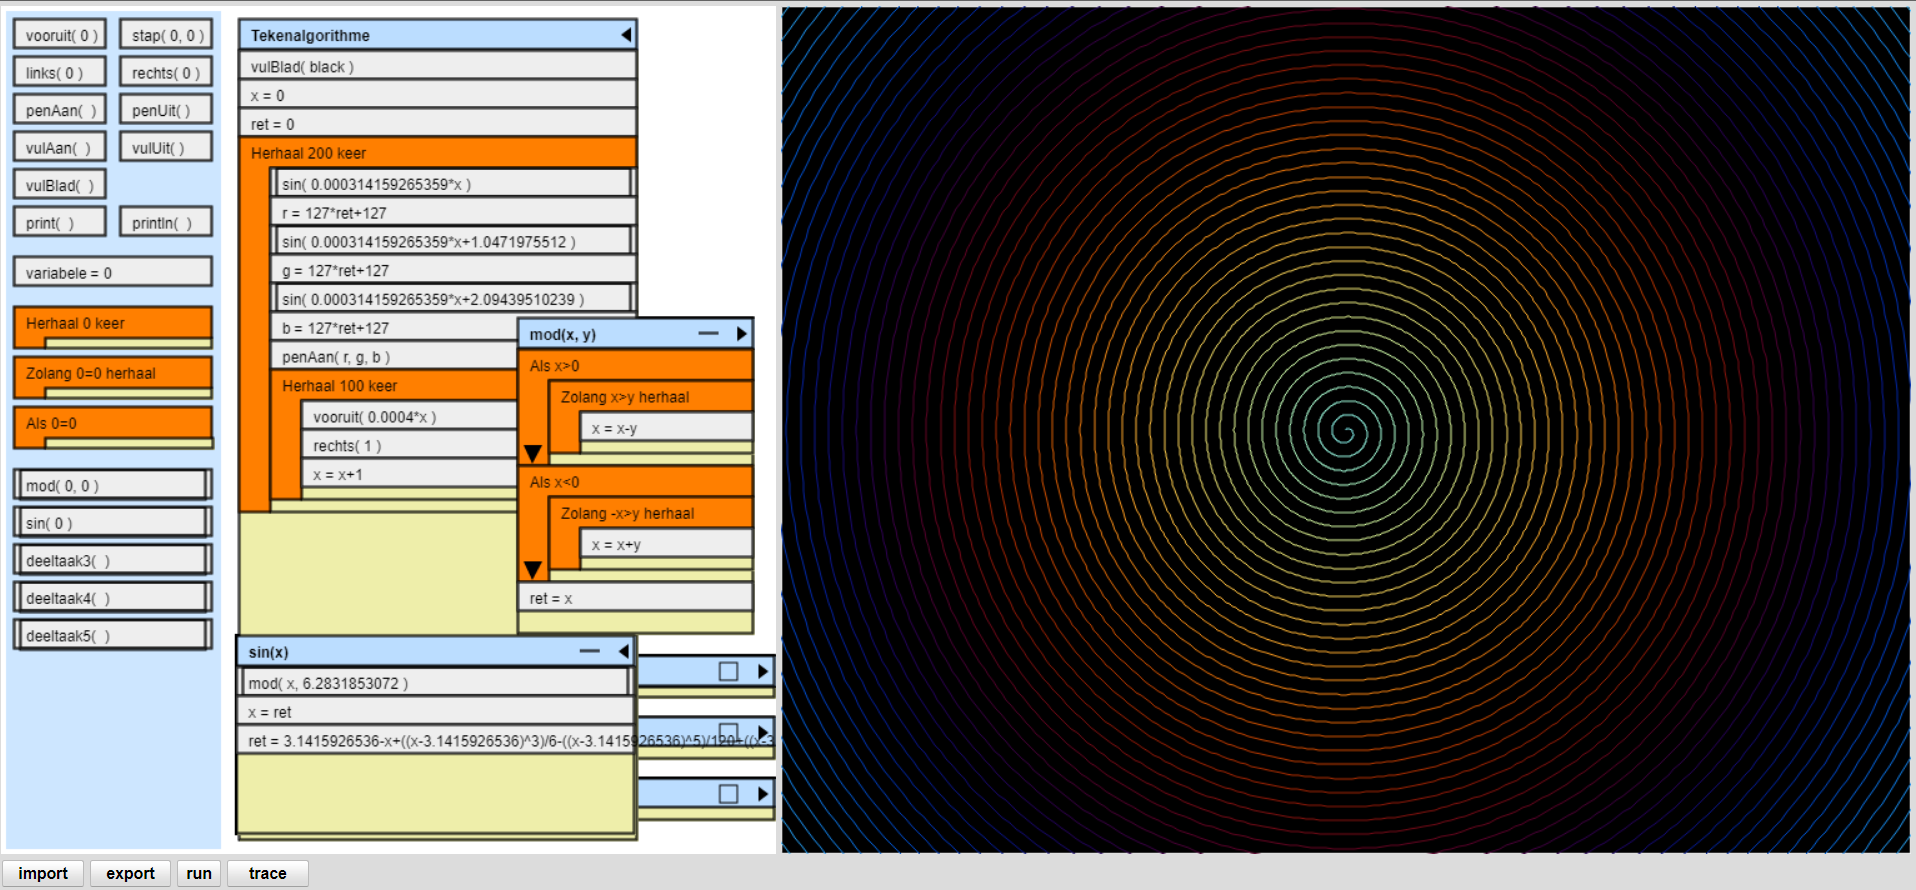 vooruit( 0 )
stap( 0, 0 )
links( 0 )
rechts( 0 )
penAan(  )
penUit( )
vulAan(  )
vulUit( )
vulBlad(  )
print(  )
println(  )
variabele = 0
Herhaal 0 keer
Zolang 0=0 herhaal
Als 0=0
mod( 0, 0 )
sin( 0 )
deeltaak3(  )
deeltaak4(  )
deeltaak5(  )
Tekenalgorithme
vulBlad( black )
x = 0
ret = 0
Herhaal 200 keer
sin( 0.000314159265359*x )
r = 127*ret+127
sin( 0.000314159265359*x+1.0471975512 )
g = 127*ret+127
sin( 0.000314159265359*x+2.09439510239 )
b = 127*ret+127
penAan( r, g, b )
Herhaal 100 keer
vooruit( 0.0004*x )
rechts( 1 )
x = x+1
mod(x, y)
Als x>0
Zolang x>y herhaal
x = x-y
Als x<0
Zolang -x>y herhaal
x = x+y
ret = x
sin(x)
mod( x, 6.2831853072 )
x = ret
ret = 3.1415926536-x+((x-3.1415926536)^3)/6-((x-3.1415926536)^5)/120+((x-3
import
export
run
trace